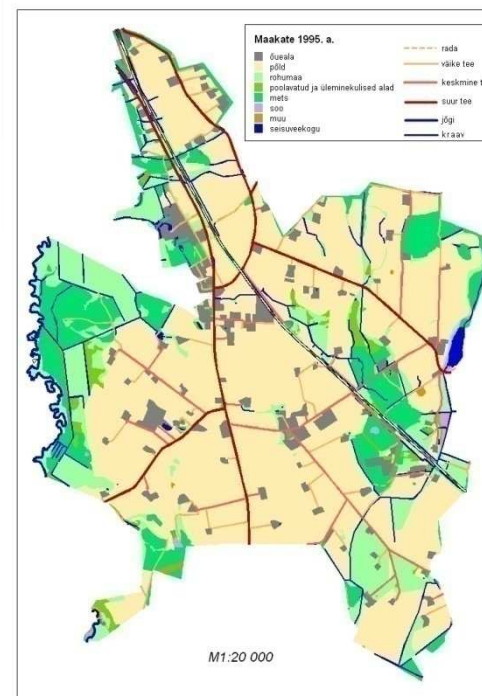 Maakate 1995. a.
õueala
põld
rohumaa
poolavatud ja üleminekulised alad
mets
soo
muu
seisuveekogu
rada
väike tee
keskmine t
suur tee
jõgi
kraav
M1:20 000